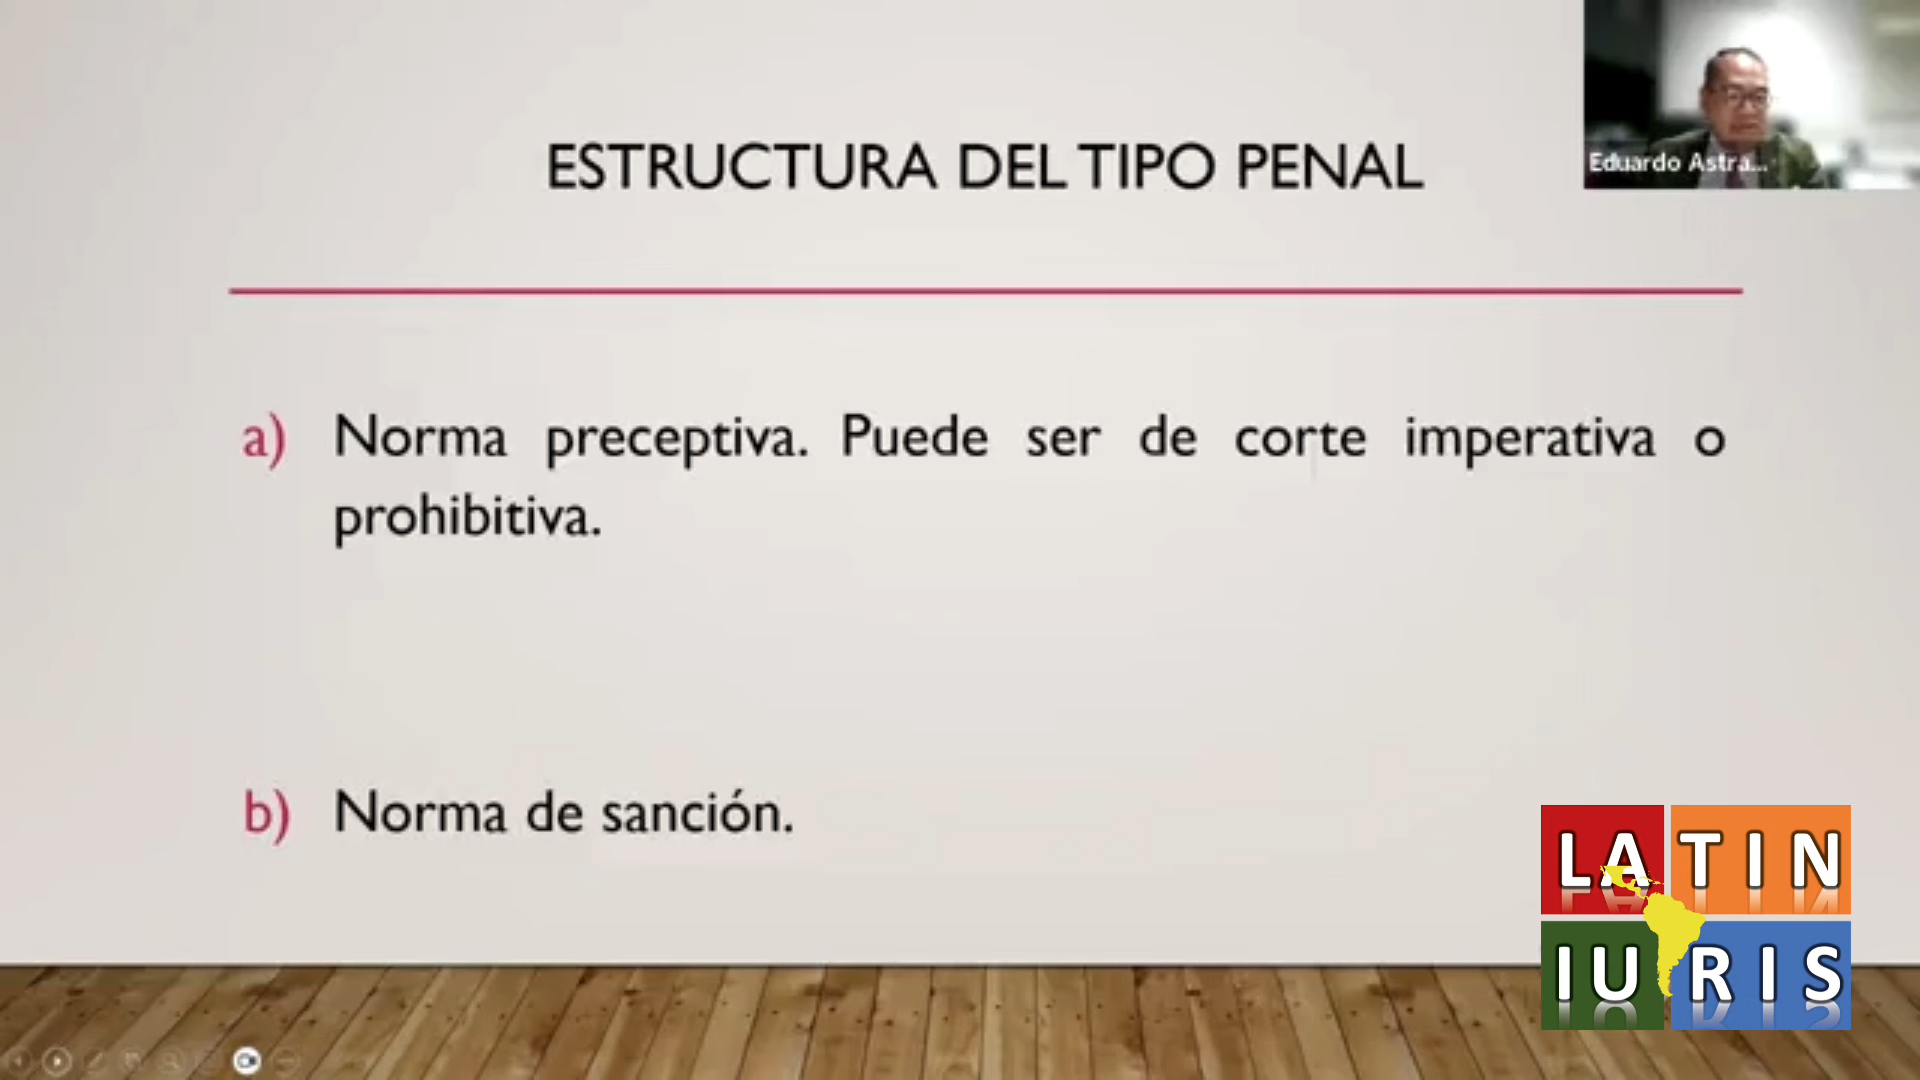 ESTRUCTURA DEL TIPO PENAL
Eduardo Astra...
a) Norma preceptiva. Puede ser de corte imperativa o
prohibitiva.
b) Norma de sanción.
LATIN
IURIS